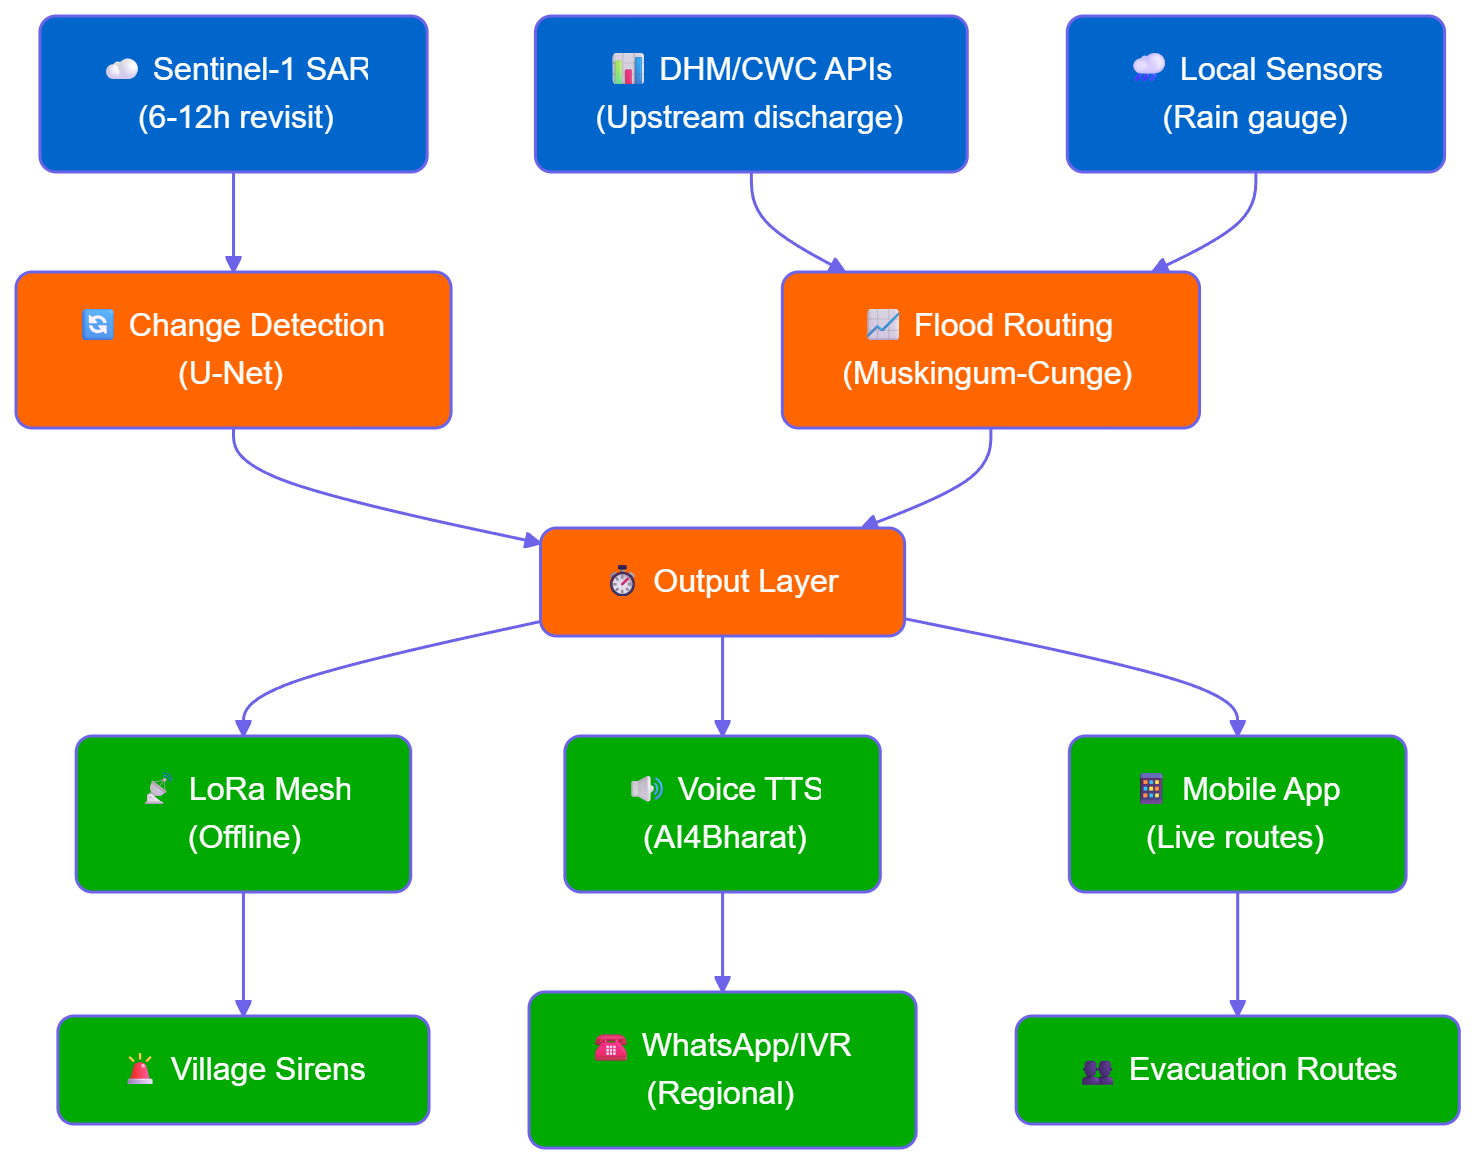 Sentinel-1 SAR
(6-12h revisit)
DHM/CWC APIs
(Upstream discharge)
Local Sensors
(Rain gauge)
Change Detection
(U-Net)
Flood Routing
(Muskingum-Cunge)
Output Layer
LoRa Mesh
(Offline)
Voice TTS
(AI4Bharat)
Mobile App
(Live routes)
Village Sirens
WhatsApp/IVR
(Regional)
Evacuation Routes